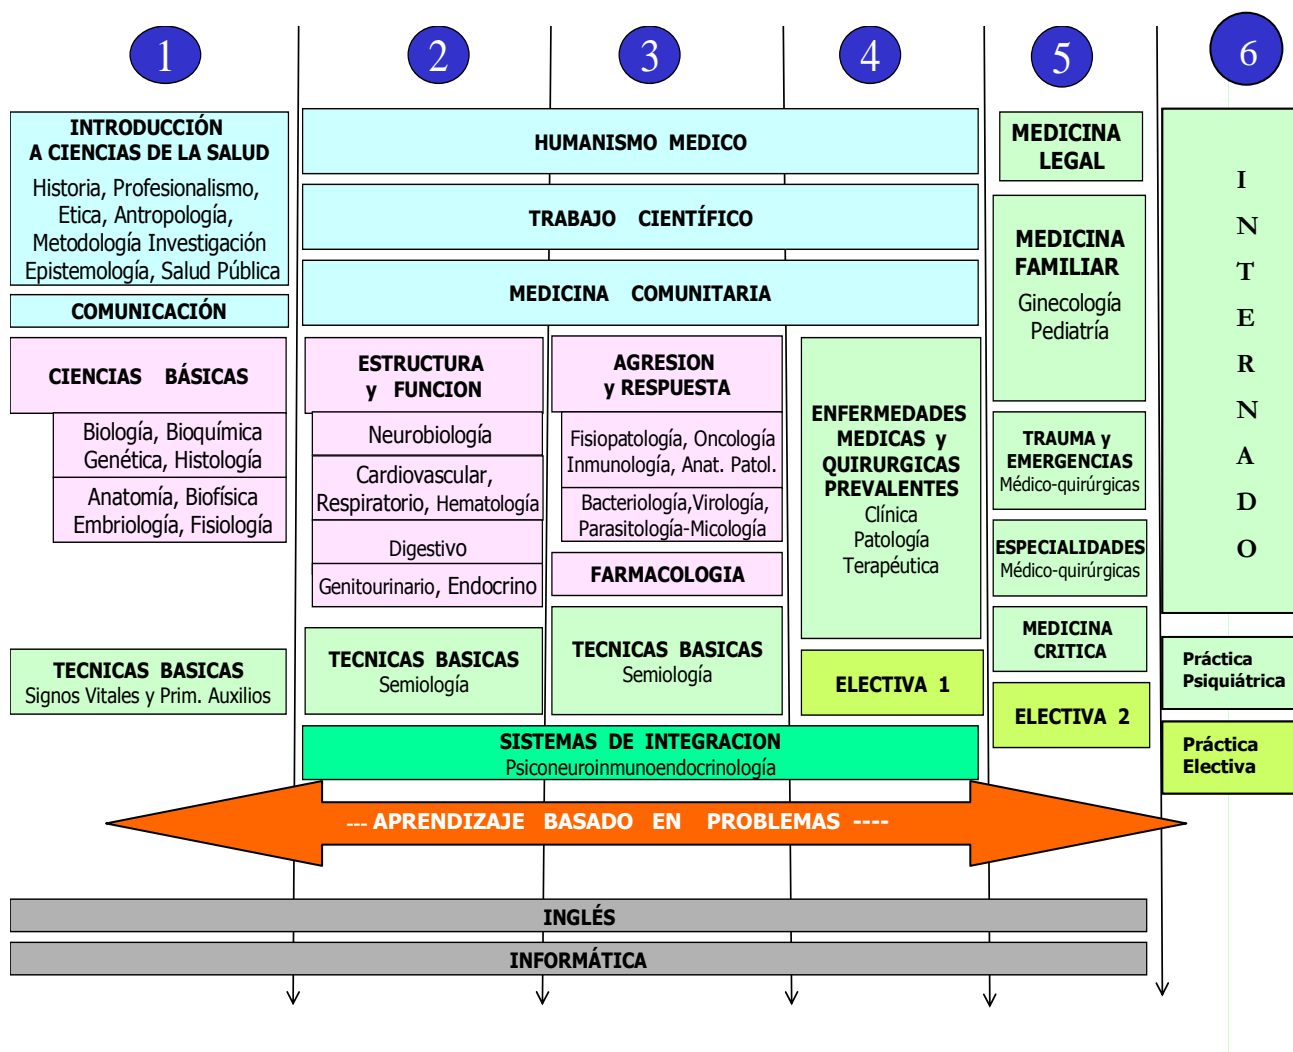 1
2
3
4
5
6
INTRODUCCIÓN
A CIENCIAS DE LA SALUD
Historia, Profesionalismo,
Etica, Antropología,
Metodología Investigación
Epistemología, Salud Pública
COMUNICACIÓN
CIENCIAS BÁSICAS
Biología, Bioquímica
Genética, Histología
Anatomía, Biofísica
Embriología, Fisiología
TECNICAS BASICAS
Signos Vitales y Prim. Auxilios
HUMANISMO MEDICO
TRABAJO CIENTÍFICO
MEDICINA COMUNITARIA
ESTRUCTURA
y FUNCION
Neurobiología
Cardiovascular,
Respiratorio, Hematología
Digestivo
Genitourinario, Endocrino
TECNICAS BASICAS
Semiología
AGRESION
y RESPUESTA
Fisiopatología, Oncología
Inmunología, Anat. Patol.
Bacteriología,Virología,
Parasitología-Micología
FARMACOLOGIA
TECNICAS BASICAS
Semiología
ENFERMEDADES
MEDICAS y
QUIRURGICAS
PREVALENTES
Clínica
Patología
Terapéutica
ELECTIVA 1
MEDICINA
LEGAL
MEDICINA
FAMILIAR
Ginecología
Pediatría
TRAUMA y
EMERGENCIAS
Médico-quirúrgicas
ESPECIALIDADES
Médico-quirúrgicas
MEDICINA
CRITICA
ELECTIVA 2
I
N
T
E
R
N
A
D
O
Práctica
Psiquiátrica
Práctica
Electiva
SISTEMAS DE INTEGRACION
Psiconeuroinmunoendocrinología
--- APRENDIZAJE BASADO EN PROBLEMAS ----
INGLÉS
INFORMÁTICA